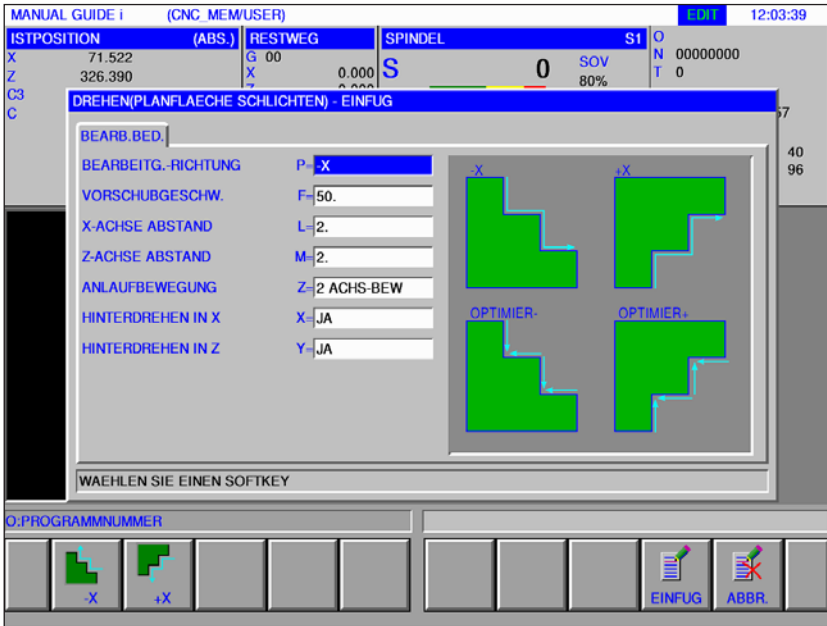 MANUAL GUIDE i (CNC_MEM/USER) EDIT 12:03:39
ISTPOSITION (ABS.) RESTWEG SPINDEL S1 O
X 71.522 G 00 N 00000000
Z 326.390 X 0.000 S 0 SOV T 0
C3 Z 0.000 80%
C
DREHEN(PLANFLAECHE SCHLICHTEN) - EINFUG
57
40
96
BEARB.BED.
BEARBEITG.-RICHTUNG P= -X
VORSCHUBGESCHW. F= 50.
X-ACHSE ABSTAND L= 2.
Z-ACHSE ABSTAND M= 2.
ANLAUFBEWEGUNG Z= 2 ACHS-BEW
HINTERDREHEN IN X X= JA
HINTERDREHEN IN Z Y= JA
-X +X
OPTIMIER- OPTIMIER+
WAEHLEN SIE EINEN SOFTKEY
O:PROGRAMMNUMMER
-X +X EINFUG ABBR.